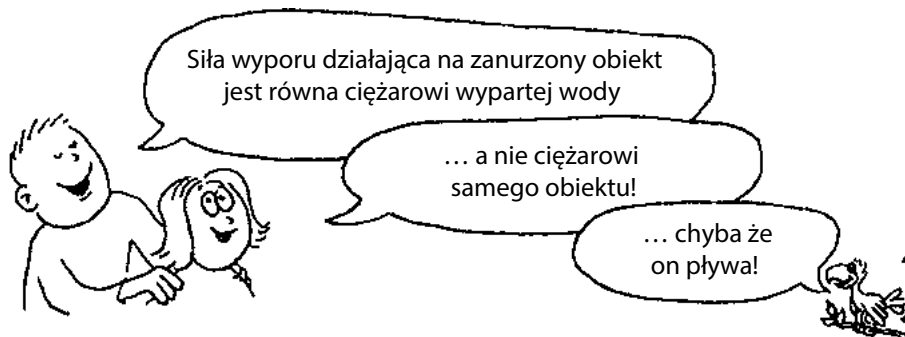 Siła wyporu działająca na zanurzony obiekt
jest równa ciężarowi wypartej wody
… a nie ciężarowi
samego obiektu!
… chyba że
on pływa!